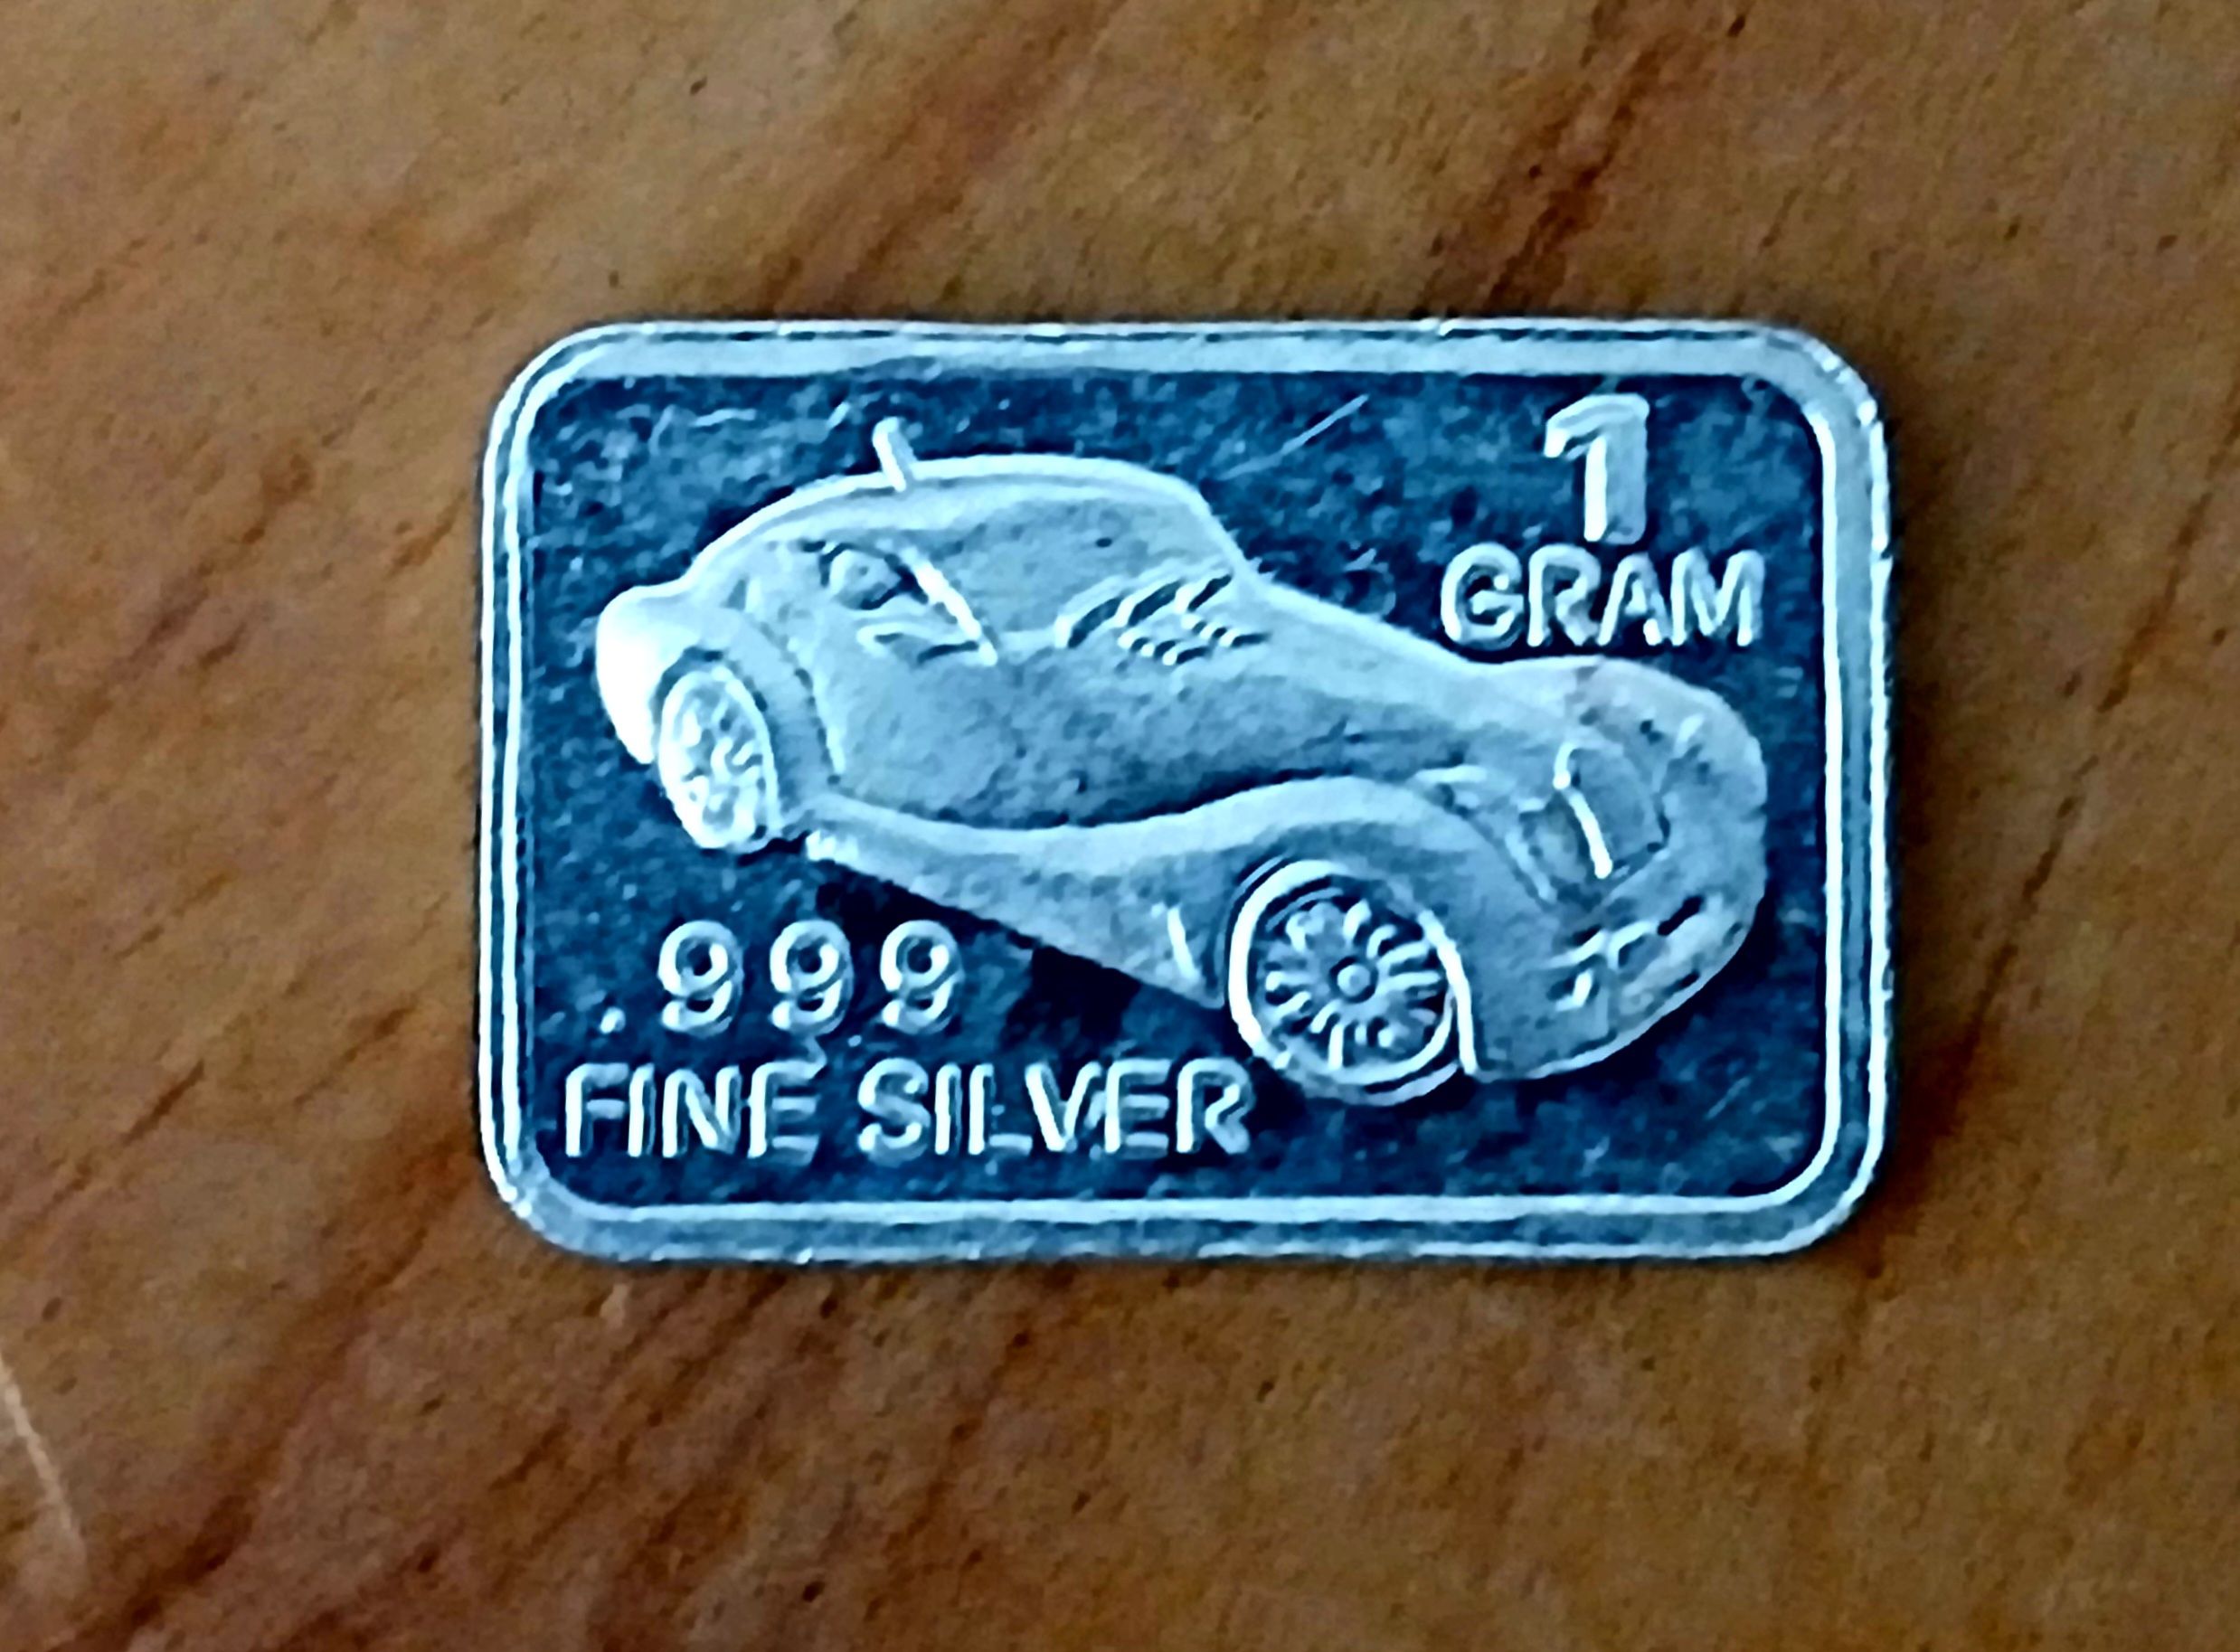 1
GRAM
.999
FINE SILVER